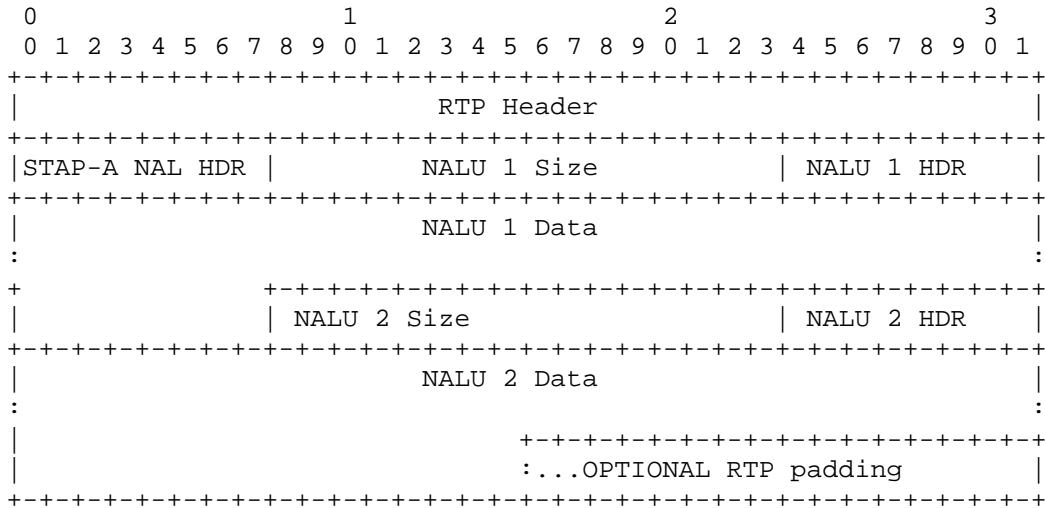 0                   1                   2                   3
 0 1 2 3 4 5 6 7 8 9 0 1 2 3 4 5 6 7 8 9 0 1 2 3 4 5 6 7 8 9 0 1
+-+-+-+-+-+-+-+-+-+-+-+-+-+-+-+-+-+-+-+-+-+-+-+-+-+-+-+-+-+-+-+-+
|                          RTP Header                           |
+-+-+-+-+-+-+-+-+-+-+-+-+-+-+-+-+-+-+-+-+-+-+-+-+-+-+-+-+-+-+-+-+
|STAP-A NAL HDR |         NALU 1 Size           | NALU 1 HDR    |
+-+-+-+-+-+-+-+-+-+-+-+-+-+-+-+-+-+-+-+-+-+-+-+-+-+-+-+-+-+-+-+-+
|                         NALU 1 Data                           |
:                                                               :
+               +-+-+-+-+-+-+-+-+-+-+-+-+-+-+-+-+-+-+-+-+-+-+-+-+
|               | NALU 2 Size                   | NALU 2 HDR    |
+-+-+-+-+-+-+-+-+-+-+-+-+-+-+-+-+-+-+-+-+-+-+-+-+-+-+-+-+-+-+-+-+
|                         NALU 2 Data                           |
:                                                               :
|                               +-+-+-+-+-+-+-+-+-+-+-+-+-+-+-+-+
|                               :...OPTIONAL RTP padding        |
+-+-+-+-+-+-+-+-+-+-+-+-+-+-+-+-+-+-+-+-+-+-+-+-+-+-+-+-+-+-+-+-+